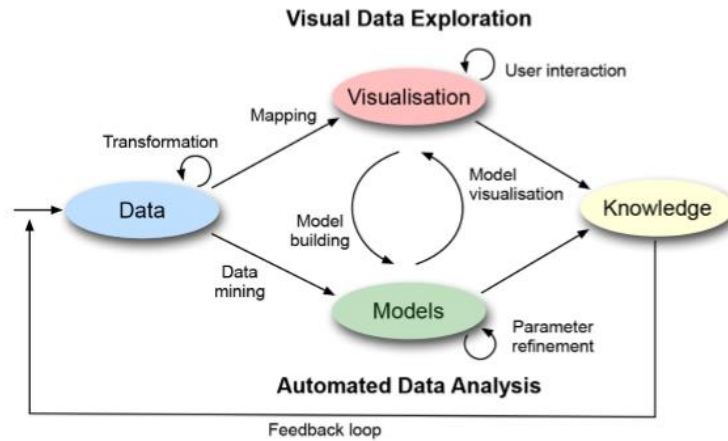 Visual Data Exploration
User interaction
Visualisation
Mapping
Transformation
Data
Model
building
Model
visualisation
Knowledge
Data
mining
Models
Parameter
refinement
Automated Data Analysis
Feedback loop